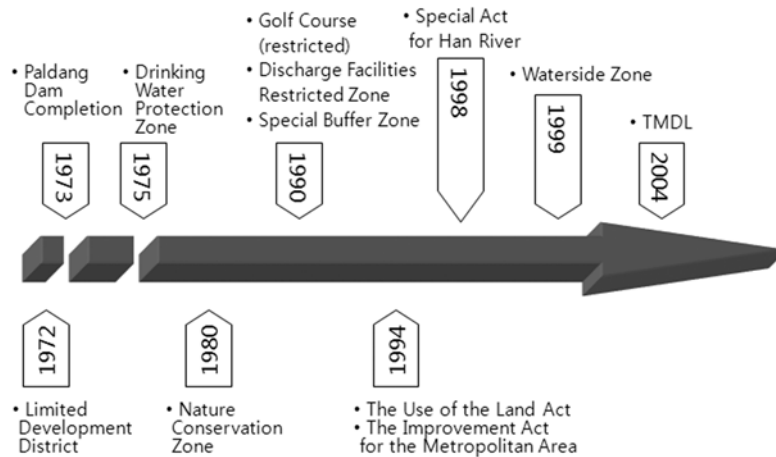 • Paldang
Dam
Completion
1973
• Drinking
Water
Protection
Zone
1975
• Golf Course
(restricted)
• Discharge Facilities
Restricted Zone
• Special Buffer Zone
1990
• Special Act
for Han River
1998
• Waterside Zone
1999
• TMDL
2004
1972
• Limited
Development
District
1980
• Nature
Conservation
Zone
1994
• The Use of the Land Act
• The Improvement Act
for the Metropolitan Area